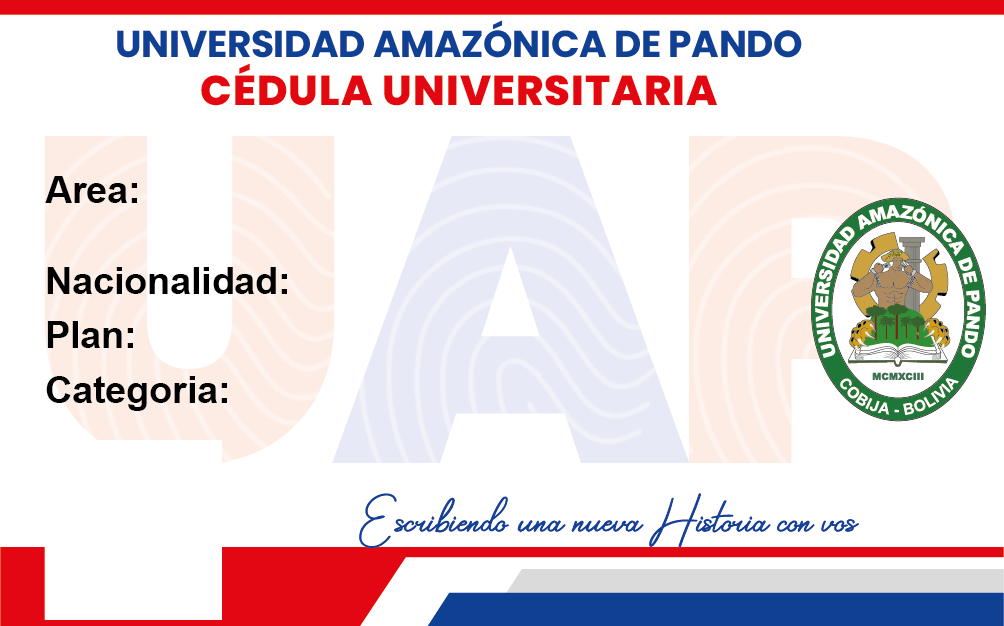 UNIVERSIDAD AMAZÓNICA DE PANDO
CÉDULA UNIVERSITARIA
UAP
Area:
Nacionalidad:
Plan:
Categoria:
UNIVERSIDAD AMAZÓNICA DE PANDO
MCMXCIII
COBIJA - BOLIVIA
Escribiendo una nueva Historia con vos